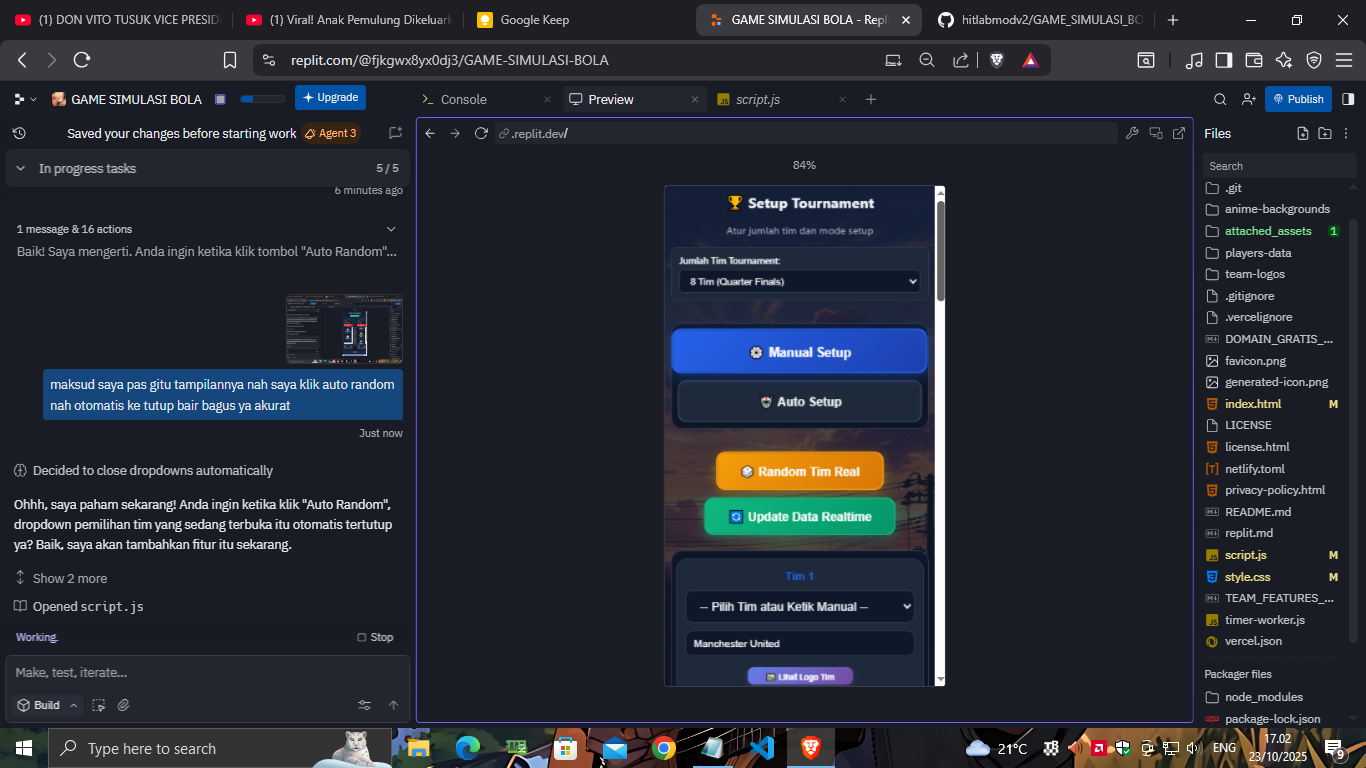 (1) DON VITO TUSUK VICE PRESID
(1) Viral! Anak Pemulung Dikeluark
Google Keep
GAME SIMULASI BOLA - Repli
hitlabmodv2/GAME_SIMULASI_BO
replit.com/@fjkgwx8yx0dj3/GAME-SIMULASI-BOLA
GAME SIMULASI BOLA
Upgrade
Console
Preview
script.js
Publish
Saved your changes before starting work
Agent 3
.replit.dev/
Files
In progress tasks
5 / 5
6 minutes ago
1 message & 16 actions
Baik! Saya mengerti. Anda ingin ketika klik tombol "Auto Random"...
maksud saya pas gitu tampilannya nah saya klik auto random
nah otomatis ke tutup bair bagus ya akurat
Just now
Decided to close dropdowns automatically
Ohhh, saya paham sekarang! Anda ingin ketika klik "Auto Random",
dropdown pemilihan tim yang sedang terbuka itu otomatis tertutup
ya? Baik, saya akan tambahkan fitur itu sekarang.
Show 2 more
Opened script.js
Working.
Stop
Make, test, iterate...
Build
84%
Setup Tournament
Atur jumlah tim dan mode setup
Jumlah Tim Tournament:
8 Tim (Quarter Finals)
Manual Setup
Auto Setup
Random Tim Real
Update Data Realtime
Tim 1
-- Pilih Tim atau Ketik Manual --
Manchester United
Lihat Logo Tim
Search
.git
anime-backgrounds
attached_assets
1
players-data
team-logos
.gitignore
.vercelignore
DOMAIN_GRATIS_...
favicon.png
generated-icon.png
index.html
M
LICENSE
license.html
netlify.toml
privacy-policy.html
README.md
replit.md
script.js
M
style.css
M
TEAM_FEATURES_...
timer-worker.js
vercel.json
Packager files
node_modules
package-lock.json
Type here to search
21°C
ENG
17.02
23/10/2025
9